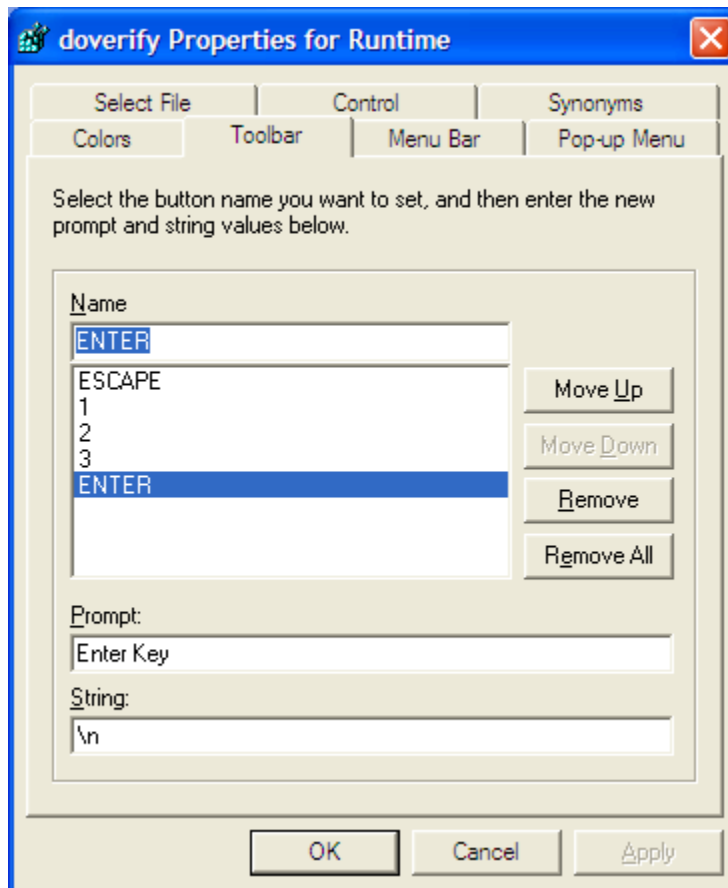 doverify Properties for Runtime
Select File
Control
Synonyms
Colors
Toolbar
Menu Bar
Pop-up Menu
Select the button name you want to set, and then enter the new
prompt and string values below.
Name
ENTER
ESCAPE
1
2
3
ENTER
Move Up
Move Down
Remove
Remove All
Prompt:
Enter Key
String:
\n
OK
Cancel
Apply